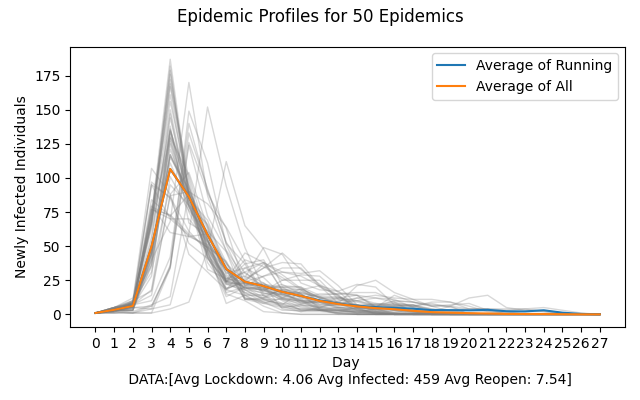 Epidemic Profiles for 50 Epidemics
Newly Infected Individuals
175
150
125
100
75
50
25
0
Average of Running
Average of All
0 1 2 3 4 5 6 7 8 9 10 11 12 13 14 15 16 17 18 19 20 21 22 23 24 25 26 27
Day
DATA:[Avg Lockdown: 4.06 Avg Infected: 459 Avg Reopen: 7.54]